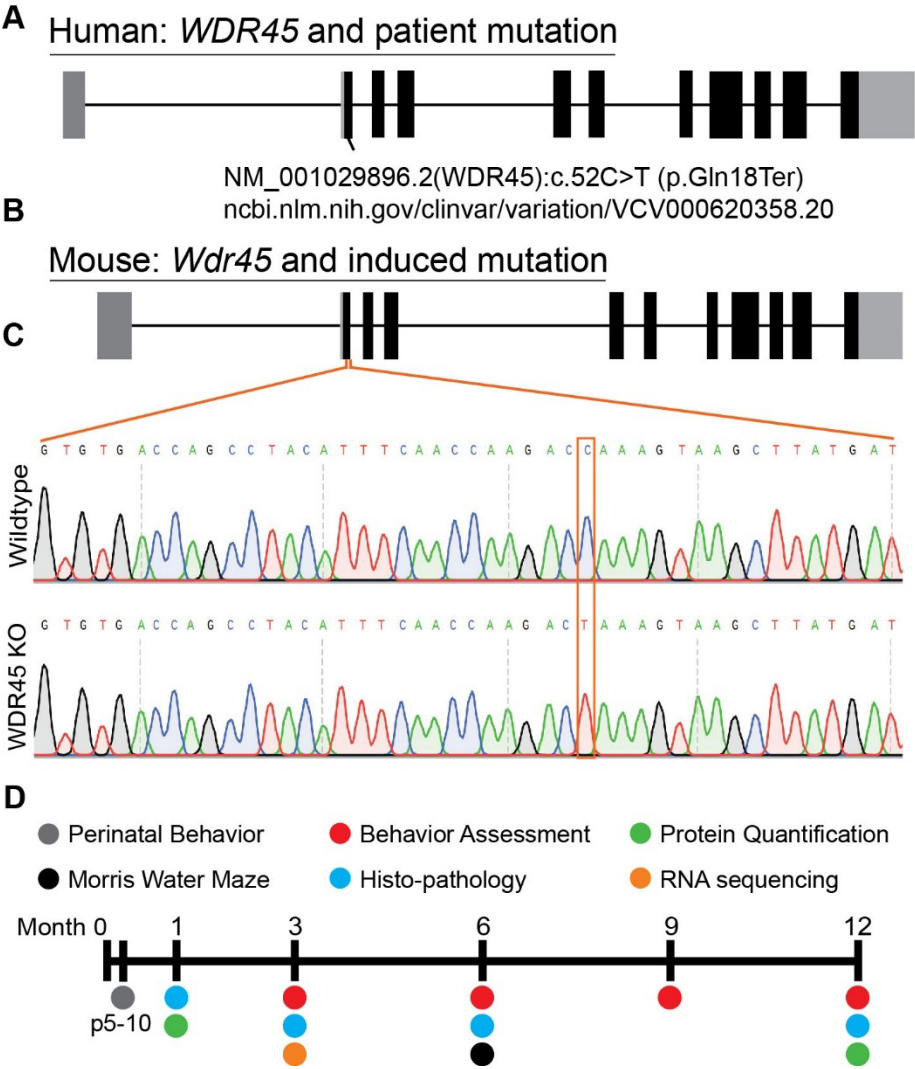 A
Human: WDR45 and patient mutation
NM_001029896.2(WDR45):c.52C>T (p.Gln18Ter)
ncbi.nlm.nih.gov/clinvar/variation/VCV000620358.20
B
Mouse: Wdr45 and induced mutation
C
G T G T G A C C A G C C T A C A T T T C A A C C A A G A C C A A A G T A A G C T T A T G A T
Wildtype
G T G T G A C C A G C C T A C A T T T C A A C C A A G A C T A A A G T A A G C T T A T G A T
WDR45 KO
D
Perinatal Behavior Behavior Assessment Protein Quantification
Morris Water Maze Histo-pathology RNA sequencing
Month 0 1 3 6 9 12
p5-10